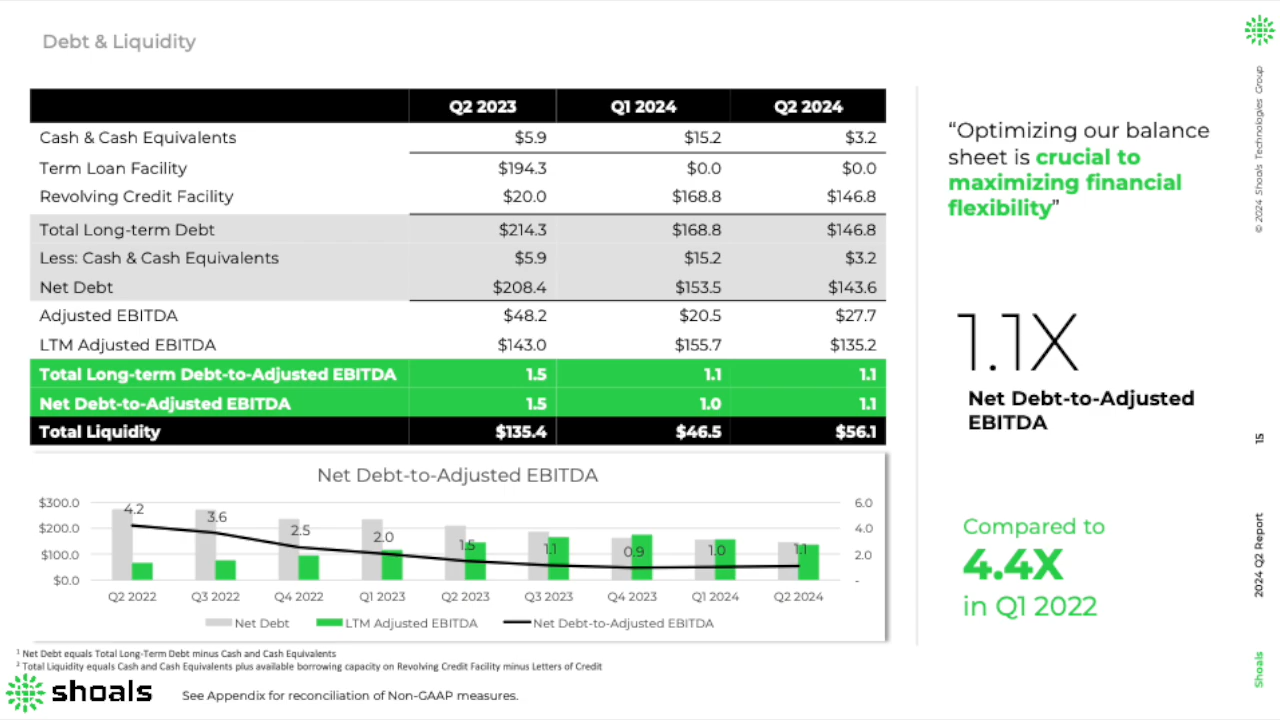 Debt & Liquidity
Q2 2023 Q1 2024 Q2 2024
Cash & Cash Equivalents $5.9 $15.2 $3.2
Term Loan Facility $194.3 $0.0 $0.0
Revolving Credit Facility $20.0 $168.8 $146.8
Total Long-term Debt $214.3 $168.8 $146.8
Less: Cash & Cash Equivalents $5.9 $15.2 $3.2
Net Debt $208.4 $153.5 $143.6
Adjusted EBITDA $48.2 $20.5 $27.7
LTM Adjusted EBITDA $143.0 $155.7 $135.2
Total Long-term Debt-to-Adjusted EBITDA 1.5 1.1 1.1
Net Debt-to-Adjusted EBITDA 1.5 1.0 1.1
Total Liquidity $135.4 $46.5 $56.1
Net Debt-to-Adjusted EBITDA
$300.0 6.0
$200.0 4.0
$100.0 2.0
$0.0 -
4.2 3.6 2.5 2.0 1.5 1.1 0.9 1.0 1.1
Q2 2022 Q3 2022 Q4 2022 Q1 2023 Q2 2023 Q3 2023 Q4 2023 Q1 2024 Q2 2024
Net Debt LTM Adjusted EBITDA Net Debt-to-Adjusted EBITDA
1 Net Debt equals Total Long-Term Debt minus Cash and Cash Equivalents
2 Total Liquidity equals Cash and Cash Equivalents plus available borrowing capacity on Revolving Credit Facility minus Letters of Credit
shoals
See Appendix for reconciliation of Non-GAAP measures.
“Optimizing our balance
sheet is crucial to
maximizing financial
flexibility”
1.1X
Net Debt-to-Adjusted
EBITDA
Compared to
4.4X
in Q1 2022
© 2024 Shoals Technologies Group
15
2024 Q2 Report
Shoals